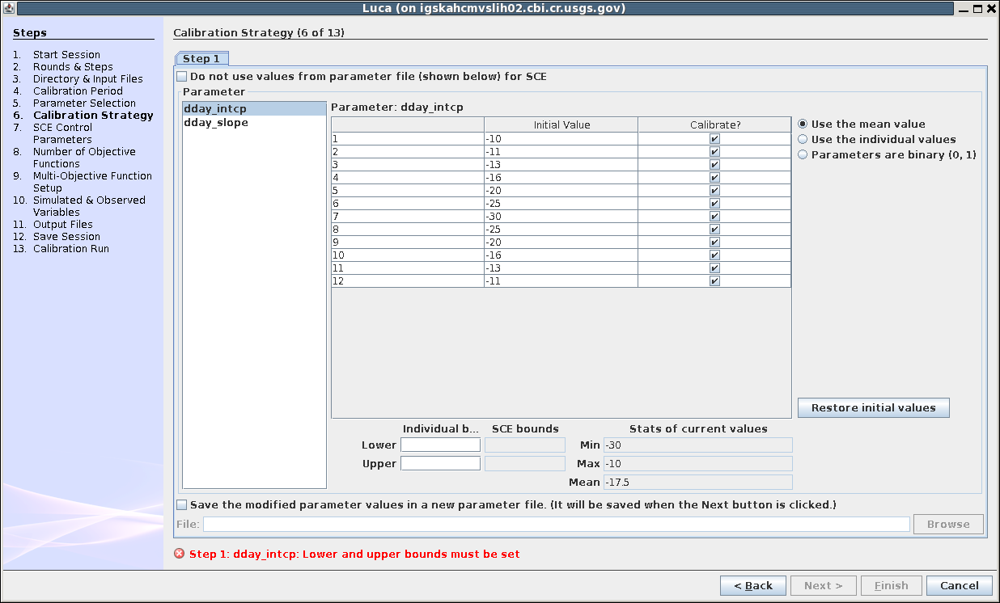 Luca (on igskahcmvslih02.cbi.cr.usgs.gov)
Steps
1. Start Session
2. Rounds & Steps
3. Directory & Input Files
4. Calibration Period
5. Parameter Selection
6. Calibration Strategy
7. SCE Control
Parameters
8. Number of Objective
Functions
9. Multi-Objective Function
Setup
10. Simulated & Observed
Variables
11. Output Files
12. Save Session
13. Calibration Run
Calibration Strategy (6 of 13)
Step 1
Do not use values from parameter file (shown below) for SCE
Parameter
dday_intcp
dday_slope
Parameter: dday_intcp
Initial Value Calibrate?
1 -10
2 -11
3 -13
4 -16
5 -20
6 -25
7 -30
8 -25
9 -20
10 -16
11 -13
12 -11
Use the mean value
Use the individual values
Parameters are binary (0, 1)
Restore initial values
Individual b... SCE bounds Stats of current values
Lower Min -30
Upper Max -10
Mean -17.5
Save the modified parameter values in a new parameter file. (It will be saved when the Next button is clicked.)
File: Browse
Step 1: dday_intcp: Lower and upper bounds must be set
< Back Next > Finish Cancel